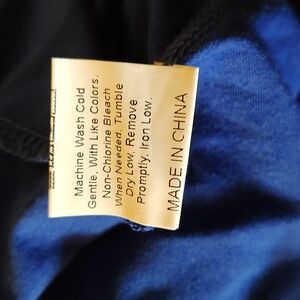 Machine Wash Cold
Gentle. With Like Colors.
Non-Chlorine Bleach
When Needed. Tumble
Dry Low, Remove
Promptly. Iron Low.
MADE IN CHINA